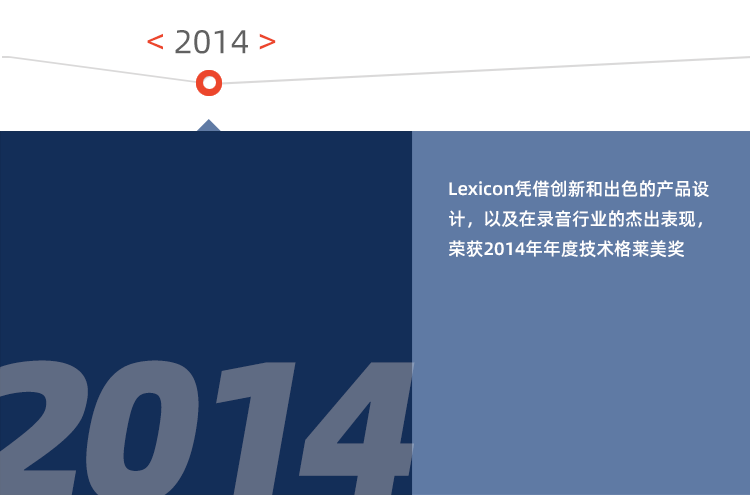 < 2014 >
Lexicon凭借创新和出色的产品设
计，以及在录音行业的杰出表现，
荣获2014年年度技术格莱美奖
2014